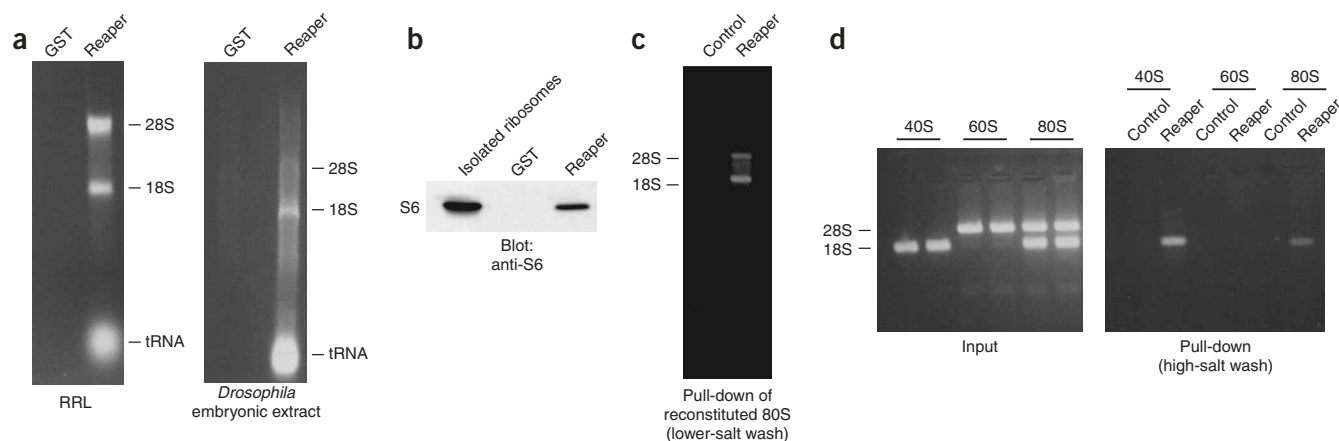 a
GST
Reaper
28S
18S
tRNA
RRL
GST
Reaper
28S
18S
tRNA
Drosophila
embryonic extract
b
Isolated ribosomes
GST
Reaper
S6
Blot:
anti-S6
c
Control
Reaper
28S
18S
Pull-down of
reconstituted 80S
(lower-salt wash)
d
40S 60S 80S
28S
18S
Input
40S 60S 80S
Control
Reaper
Control
Reaper
Control
Reaper
Pull-down
(high-salt wash)